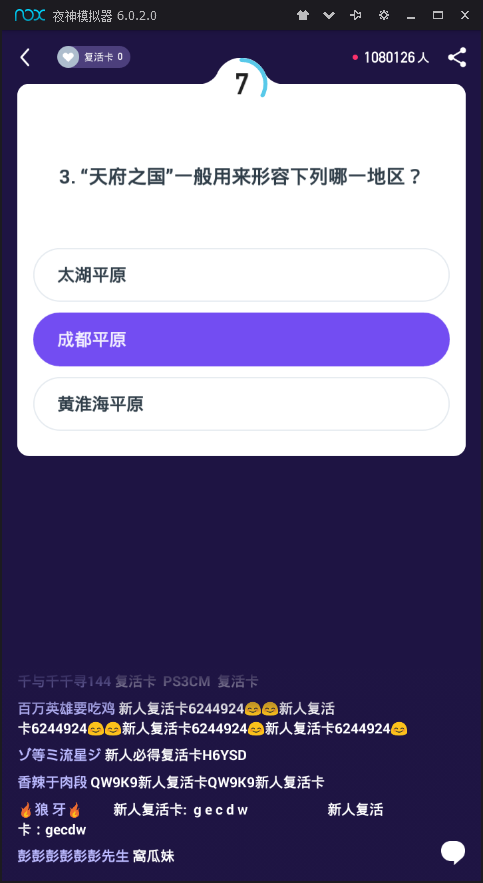 nox 夜神模拟器 6.0.2.0
复活卡 0
1080126 人
7
3. “天府之国”一般用来形容下列哪一地区？
太湖平原
成都平原
黄淮海平原
千与千千寻144 复活卡 PS3CM 复活卡
百万英雄要吃鸡 新人复活卡6244924😊😊新人复活
卡6244924😊😊新人复活卡6244924😊新人复活卡6244924😊
ゾ等ミ流星ジ 新人必得复活卡H6YSD
香辣于肉段 QW9K9新人复活卡QW9K9新人复活卡
🔥狼 牙🔥 新人复活卡: g e c d w 新人复活
卡：gecdw
彭彭彭彭彭彭先生 窝瓜妹